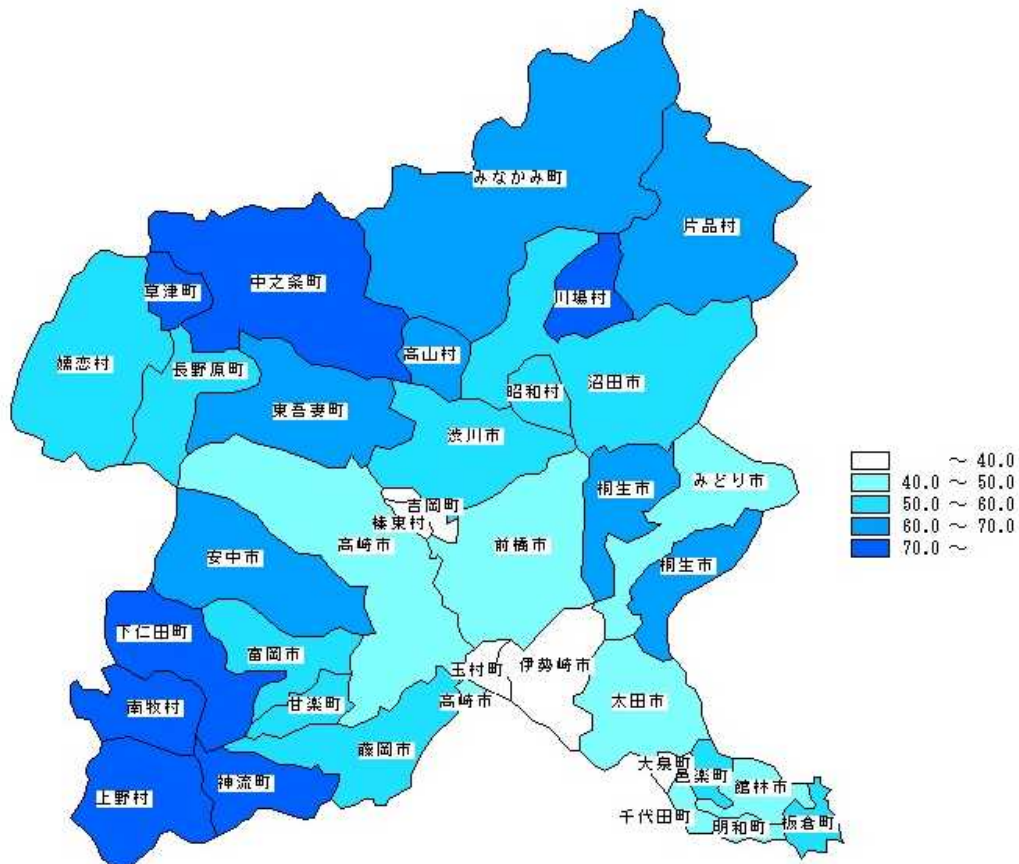 みなかみ町
片品村
中之条町
草津町
川場村
高山村
嬬恋村
長野原町
昭和村
沼田市
東吾妻町
渋川市
～ 40.0
40.0 ～ 50.0
50.0 ～ 60.0
60.0 ～ 70.0
70.0 ～
みどり市
桐生市
吉岡町
榛東村
高崎市
前橋市
安中市
桐生市
下仁田町
富岡市
玉村町
伊勢崎市
南牧村
甘楽町
高崎市
太田市
藤岡市
大泉町
邑楽町
館林市
神流町
上野村
千代田町
明和町
板倉町